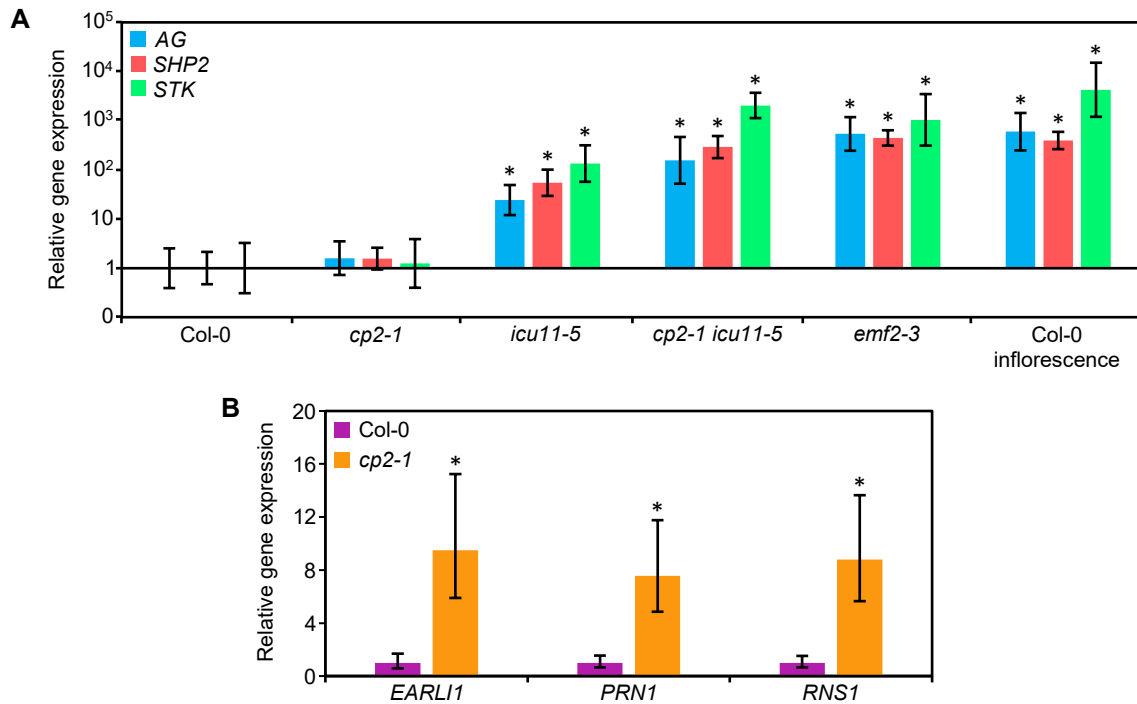 A
Relative gene expression
10⁵
10⁴
10³
10²
10
1
0
AG
SHP2
STK
* * *
* * *
* * *
* * *
Col-0
cp2-1
icu11-5
cp2-1 icu11-5
emf2-3
Col-0
inflorescence
B
Relative gene expression
20
16
12
8
4
0
Col-0
cp2-1
* * *
EARLI1
PRN1
RNS1